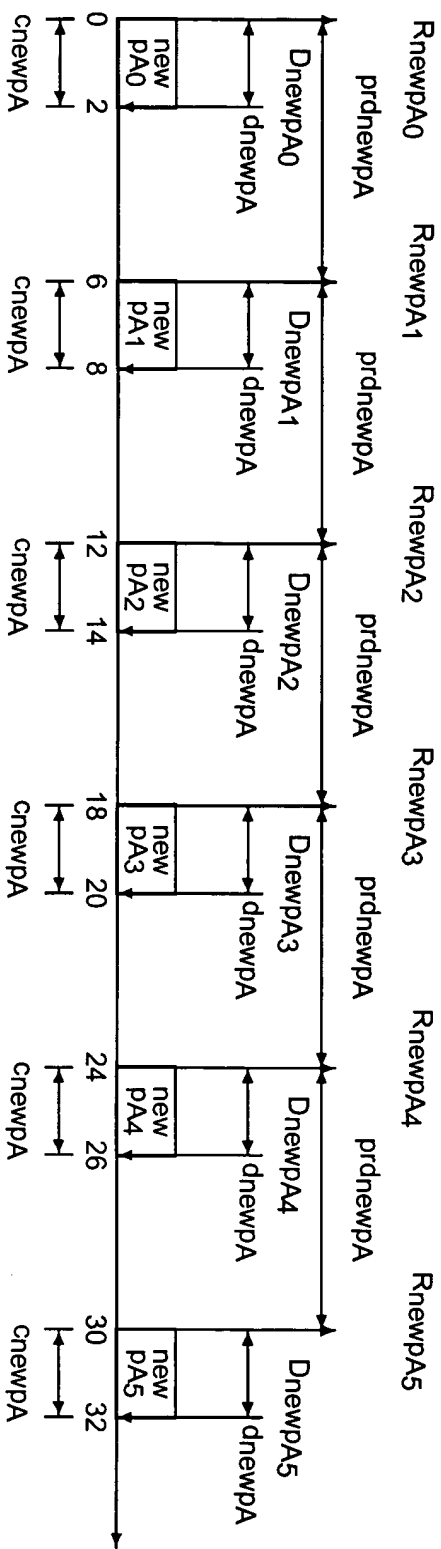 RnewpA0 RnewpA1 RnewpA2 RnewpA3 RnewpA4 RnewpA5
prdnewpA prdnewpA prdnewpA prdnewpA prdnewpA
DnewpA0 DnewpA1 DnewpA2 DnewpA3 DnewpA4 DnewpA5
dnewpA dnewpA dnewpA dnewpA dnewpA dnewpA
new new new new new new
pA0 pA1 pA2 pA3 pA4 pA5
0 2 6 8 12 14 18 20 24 26 30 32
cnewpA cnewpA cnewpA cnewpA cnewpA cnewpA